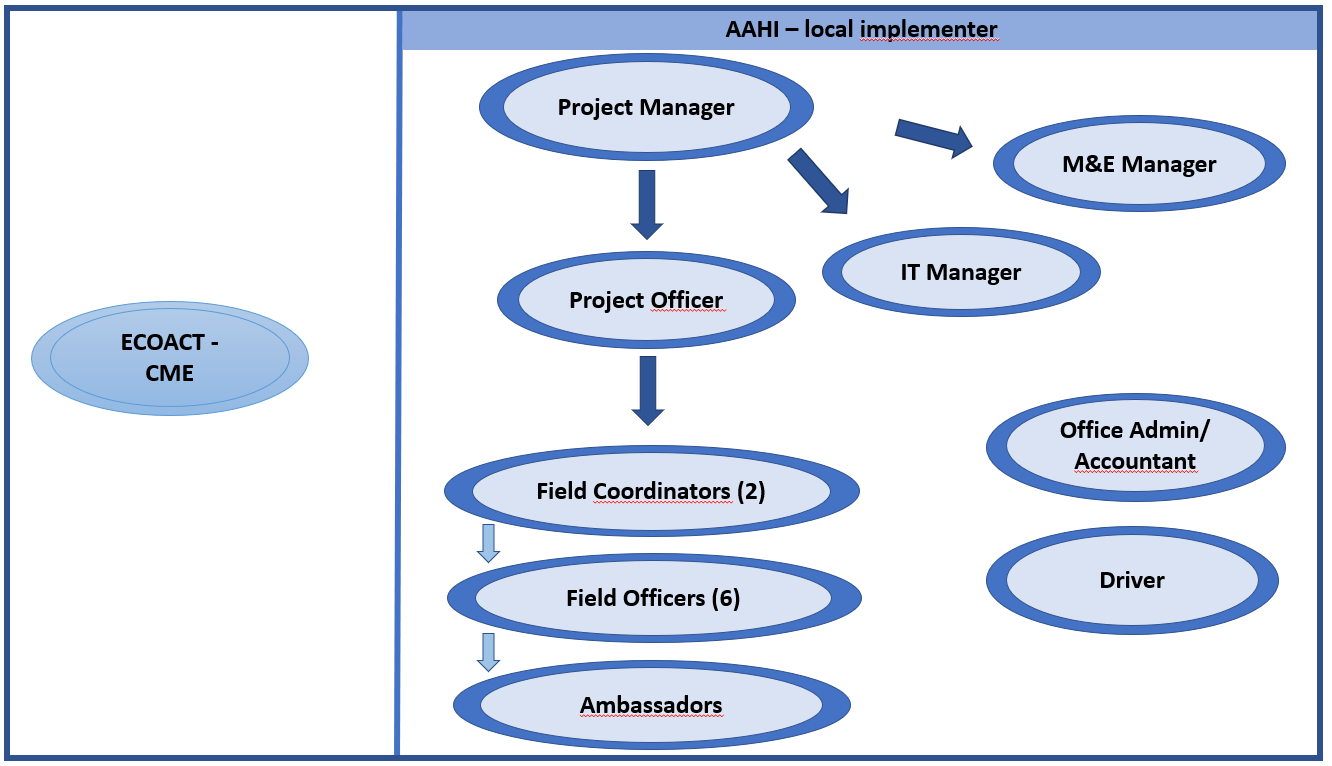 AAHI – local implementer
Project Manager
M&E Manager
IT Manager
Project Officer
ECOACT -
CME
Office Admin/
Accountant
Field Coordinators (2)
Driver
Field Officers (6)
Ambassadors